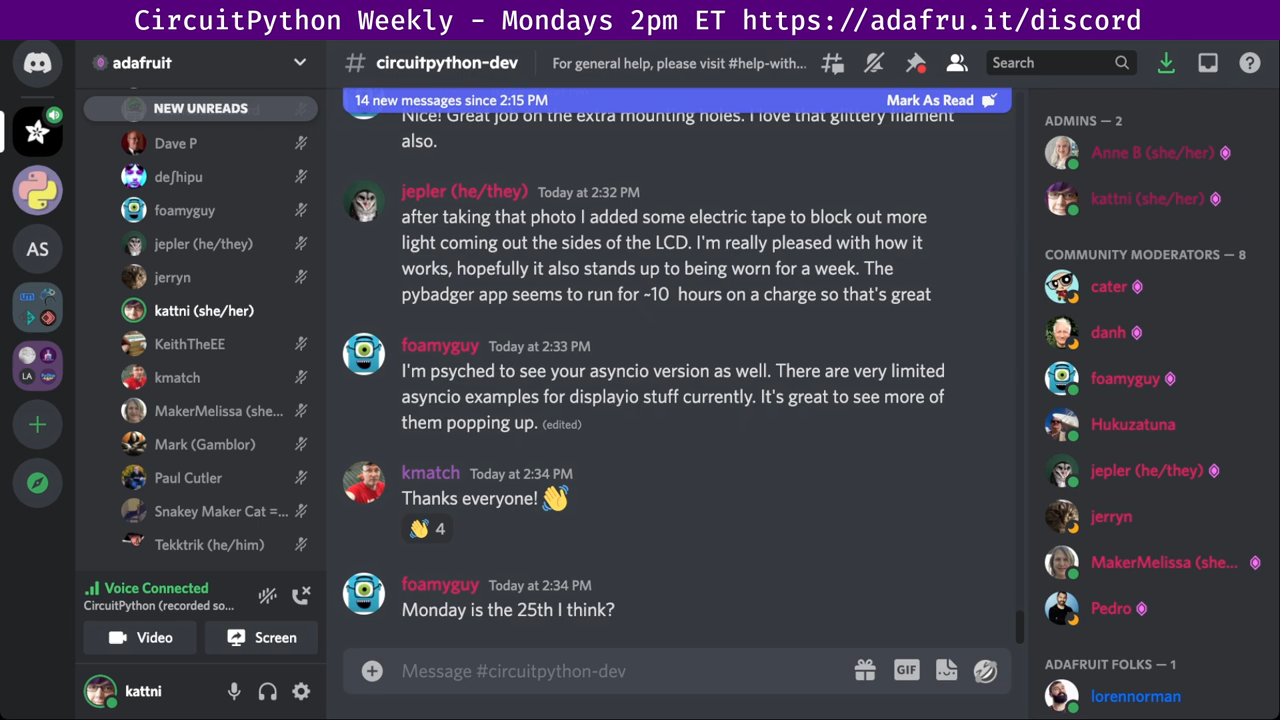 CircuitPython Weekly - Mondays 2pm ET https://adafru.it/discord
adafruit
NEW UNREADS
Dave P
deʃhipu
foamyguy
jepler (he/they)
jerryn
kattni (she/her)
KeithTheEE
kmatch
MakerMelissa (she...
Mark (Gamblor)
Paul Cutler
Snakey Maker Cat =...
Tekktrik (he/him)
Voice Connected
CircuitPython (recorded so...
Video
Screen
kattni
AS
LA
# circuitpython-dev
For general help, please visit #help-with...
Search
14 new messages since 2:15 PM
Mark As Read
Nice! Great job on the extra mounting holes. I love that glittery filament
also.
jepler (he/they) Today at 2:32 PM
after taking that photo I added some electric tape to block out more
light coming out the sides of the LCD. I'm really pleased with how it
works, hopefully it also stands up to being worn for a week. The
pybadger app seems to run for ~10 hours on a charge so that's great
foamyguy Today at 2:33 PM
I'm psyched to see your asyncio version as well. There are very limited
asyncio examples for displayio stuff currently. It's great to see more of
them popping up. (edited)
kmatch Today at 2:34 PM
Thanks everyone! 👋
👋 4
foamyguy Today at 2:34 PM
Monday is the 25th I think?
Message #circuitpython-dev
GIF
ADMINS — 2
Anne B (she/her)
kattni (she/her)
COMMUNITY MODERATORS — 8
cater
danh
foamyguy
Hukuzatuna
jepler (he/they)
jerryn
MakerMelissa (she...
Pedro
ADAFRUIT FOLKS — 1
lorennorman